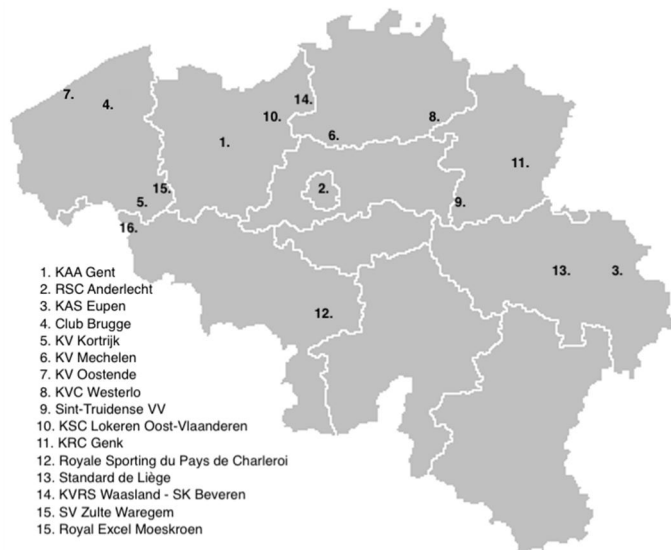 7.
4.
14.
10.
8.
6.
1.
11.
15.
2.
5.
9.
16.
13.
3.
12.
1. KAA Gent
2. RSC Anderlecht
3. KAS Eupen
4. Club Brugge
5. KV Kortrijk
6. KV Mechelen
7. KV Oostende
8. KVC Westerlo
9. Sint-Truidense VV
10. KSC Lokeren Oost-Vlaanderen
11. KRC Genk
12. Royale Sporting du Pays de Charleroi
13. Standard de Liège
14. KVRS Waasland - SK Beveren
15. SV Zulte Waregem
15. Royal Excel Moeskroen